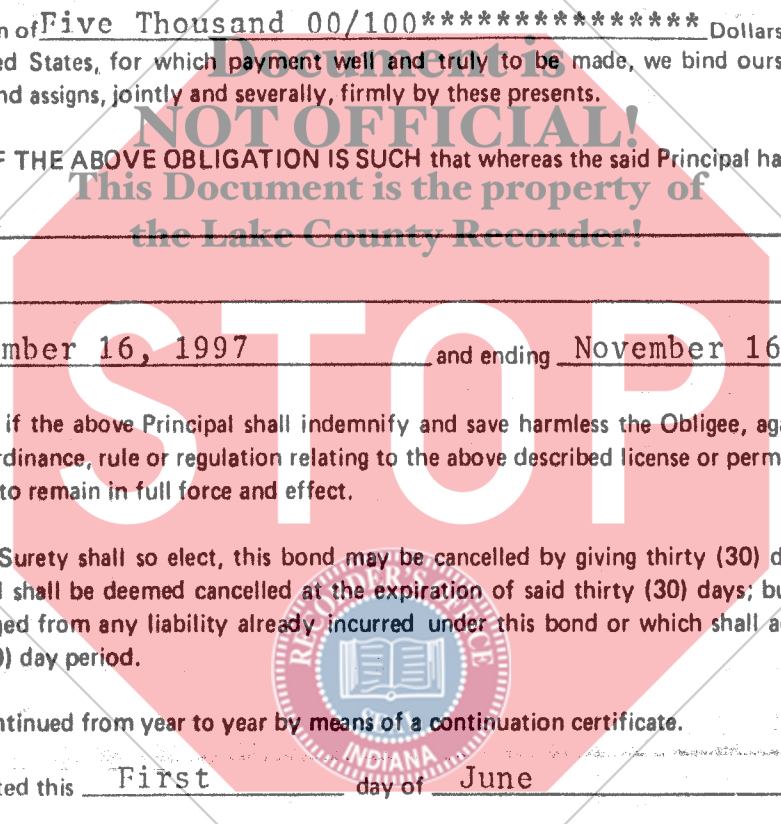 n of Five Thousand 00/100*************** Dollars
ed States, for which payment well and truly to be made, we bind ours
nd assigns, jointly and severally, firmly by these presents.
Document is
NOT OFFICIAL!
This Document is the property of
the Lake County Recorder!
F THE ABOVE OBLIGATION IS SUCH that whereas the said Principal ha
STOP
mber 16, 1997 and ending November 16
if the above Principal shall indemnify and save harmless the Obligee, aga
rdinance, rule or regulation relating to the above described license or perm
to remain in full force and effect.
Surety shall so elect, this bond may be cancelled by giving thirty (30) d
l shall be deemed cancelled at the expiration of said thirty (30) days; bu
ged from any liability already incurred under this bond or which shall a
0) day period.
RECORDER'S OFFICE
SEAL
INDIANA
ntinued from year to year by means of a continuation certificate.
ted this First day of June